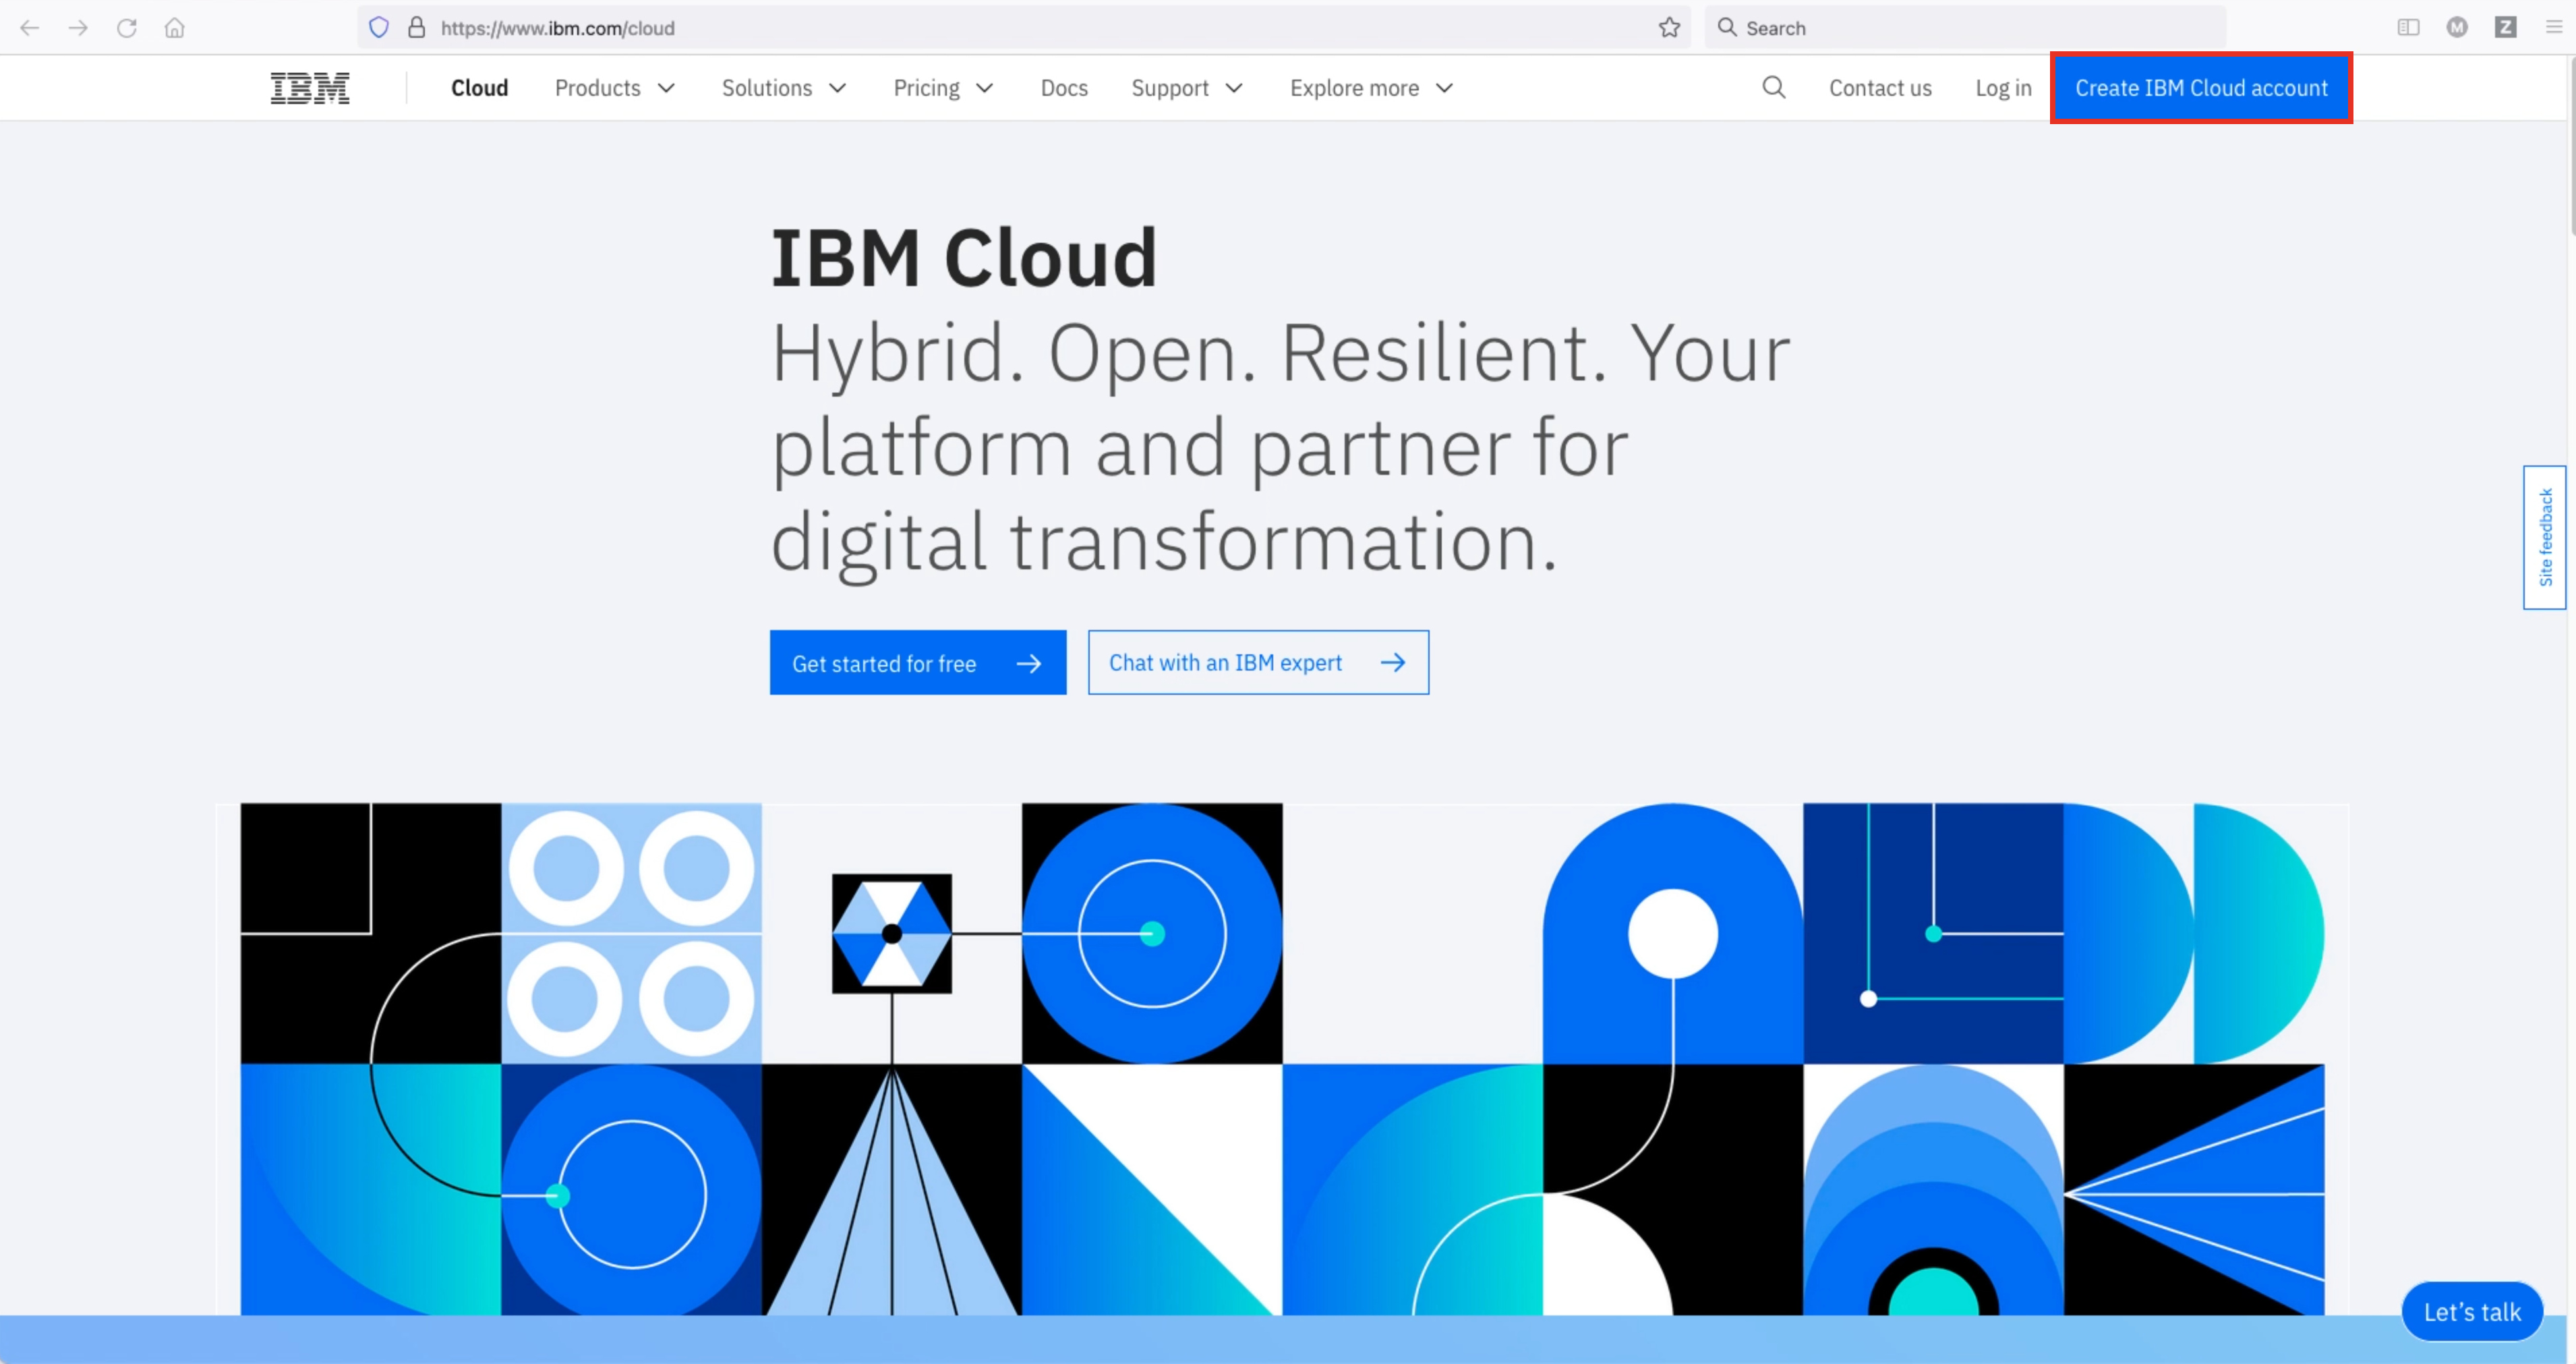 https://www.ibm.com/cloud
Search
M
Z
IBM
Cloud
Products
Solutions
Pricing
Docs
Support
Explore more
Contact us
Log in
Create IBM Cloud account
IBM Cloud
Hybrid. Open. Resilient. Your
platform and partner for
digital transformation.
Get started for free
Chat with an IBM expert
Site feedback
Let's talk